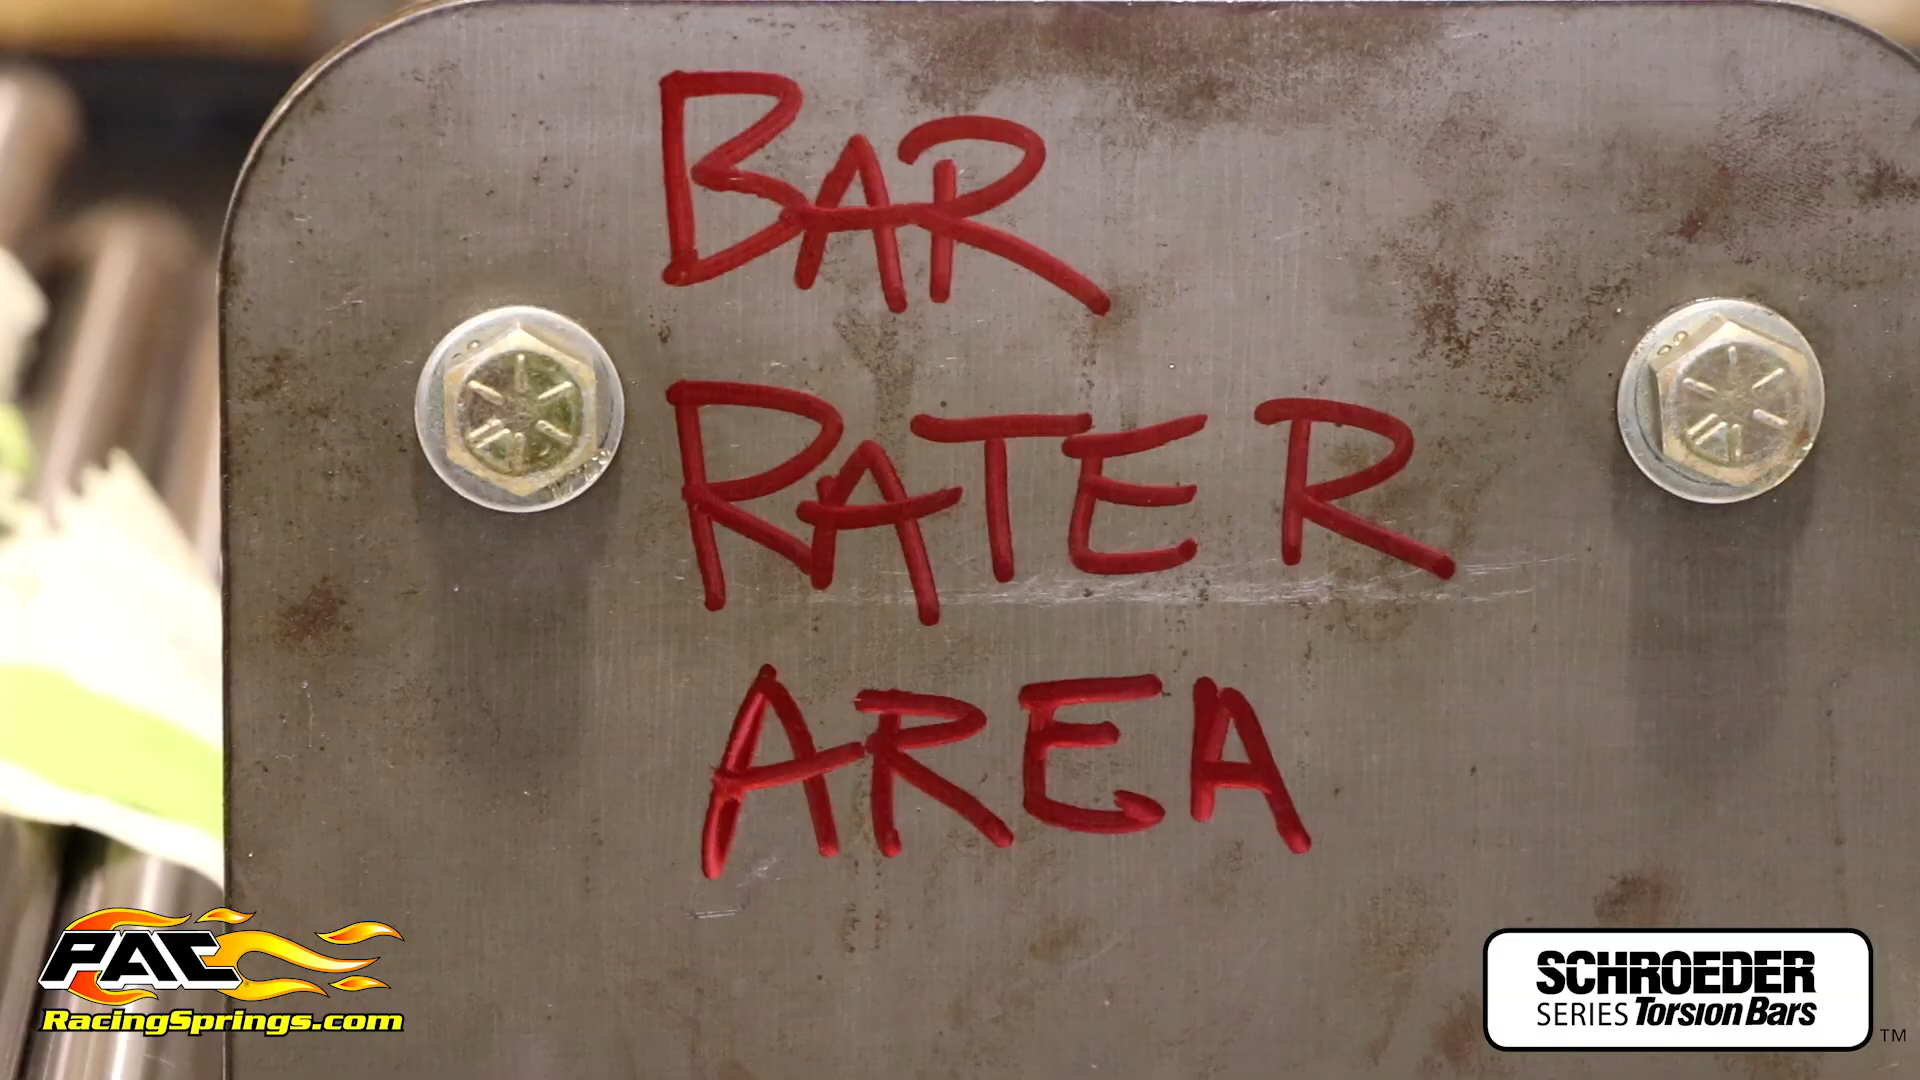 BAR
RATER
AREA
PAC
RacingSprings.com
SCHROEDER
SERIES Torsion Bars
TM